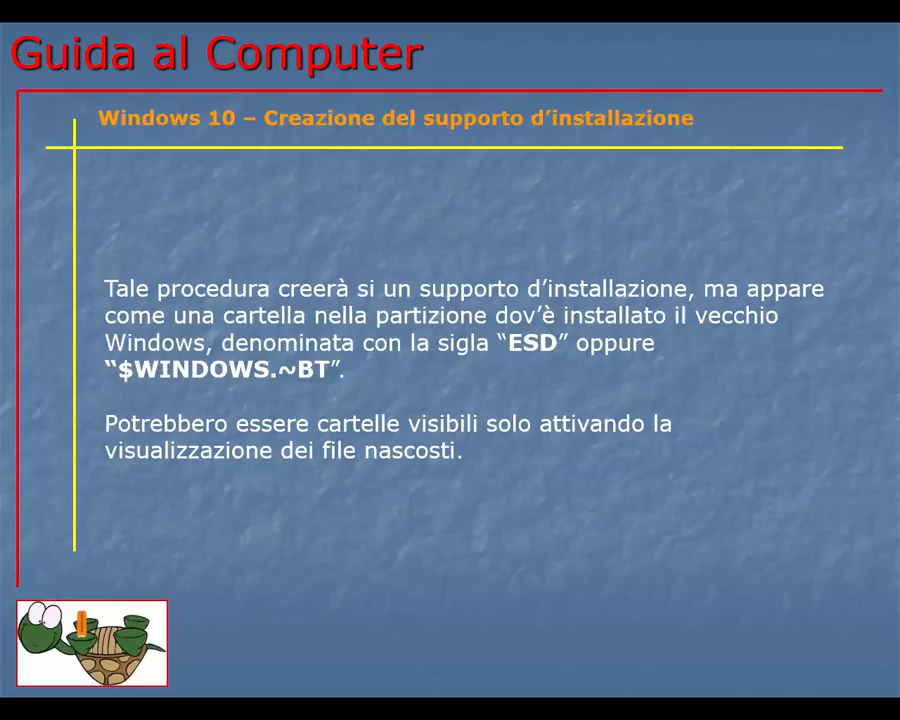 Guida al Computer
Windows 10 – Creazione del supporto d’installazione
Tale procedura creerà si un supporto d’installazione, ma appare
come una cartella nella partizione dov’è installato il vecchio
Windows, denominata con la sigla “ESD” oppure
“$WINDOWS.~BT”.
Potrebbero essere cartelle visibili solo attivando la
visualizzazione dei file nascosti.